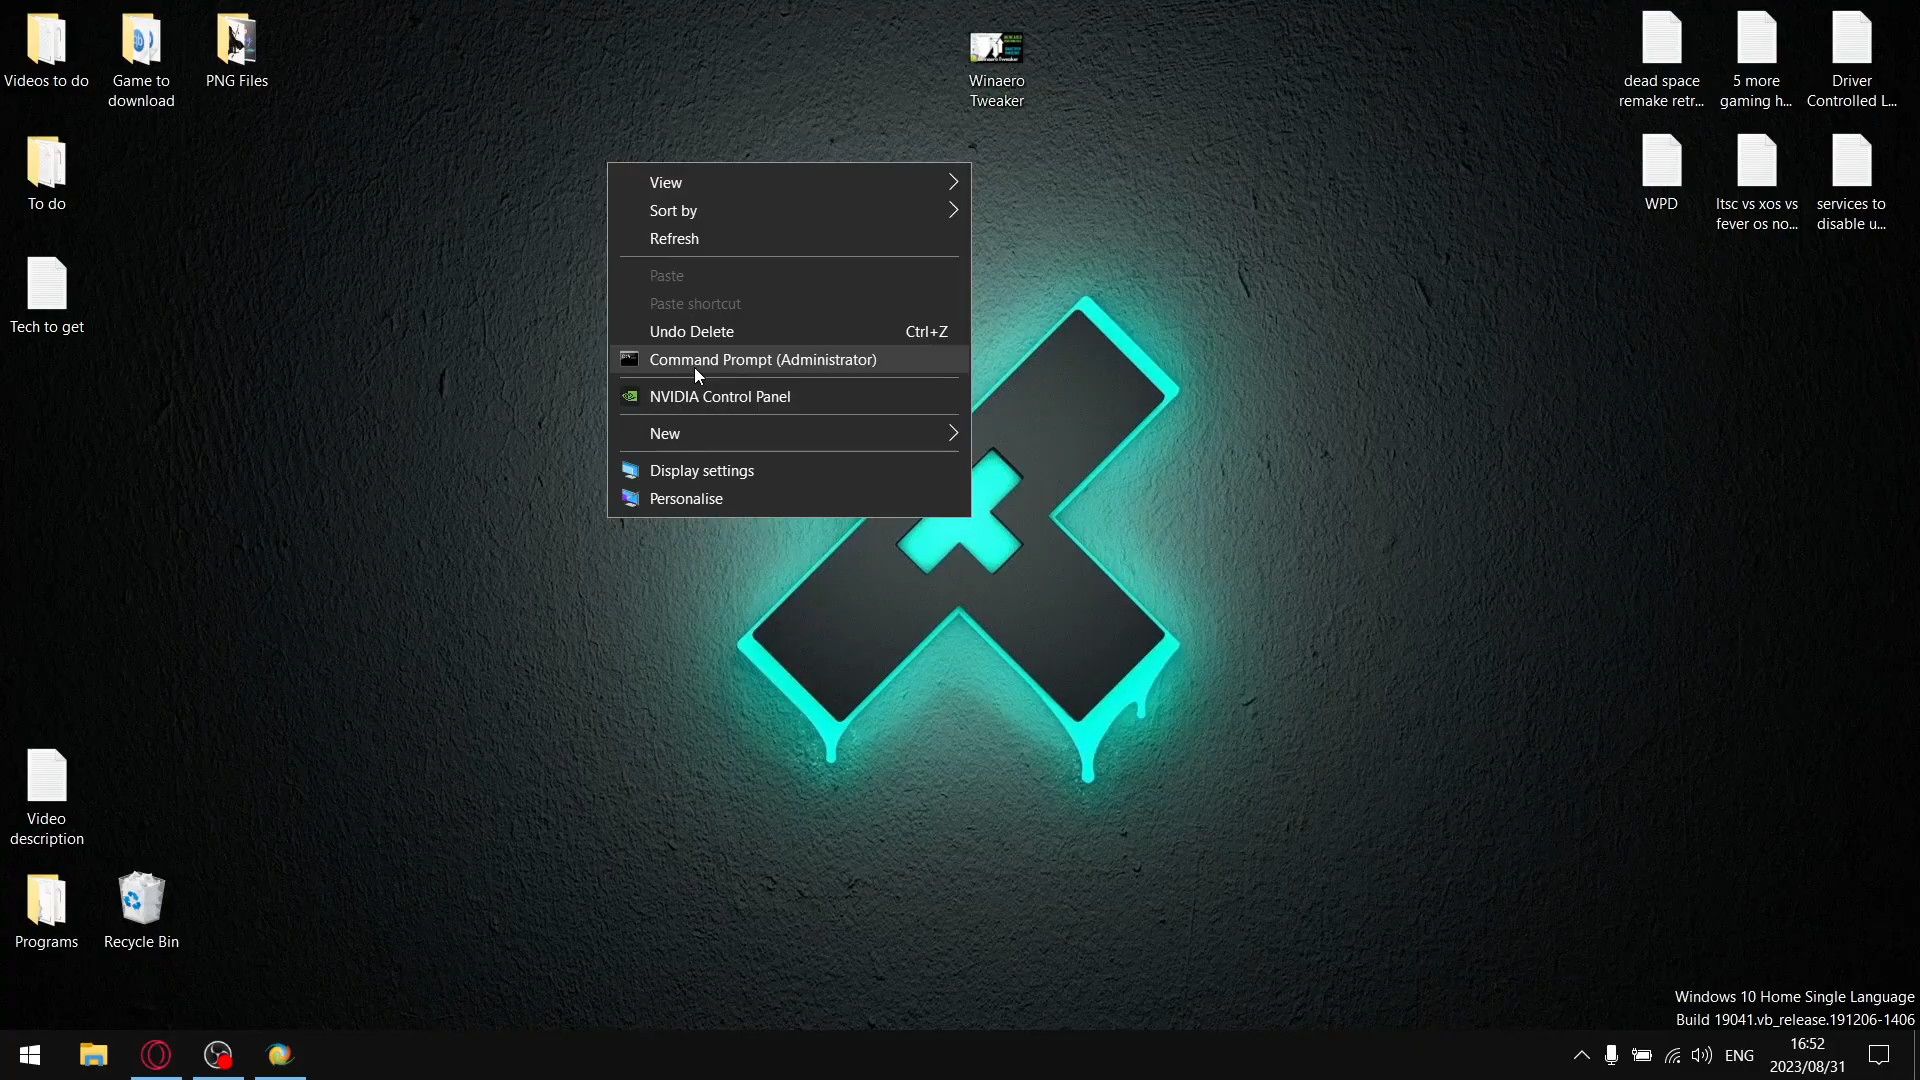 Videos to do
Game to
download
PNG Files
Winaero
Tweaker
dead space
remake retr...
5 more
gaming h...
Driver
Controlled L...
To do
WPD
ltsc vs xos vs
fever os no...
services to
disable u...
Tech to get
View
Sort by
Refresh
Paste
Paste shortcut
Undo Delete Ctrl+Z
Command Prompt (Administrator)
NVIDIA Control Panel
New
Display settings
Personalise
Video
description
Programs
Recycle Bin
Windows 10 Home Single Language
Build 19041.vb_release.191206-1406
ENG
16:52
2023/08/31